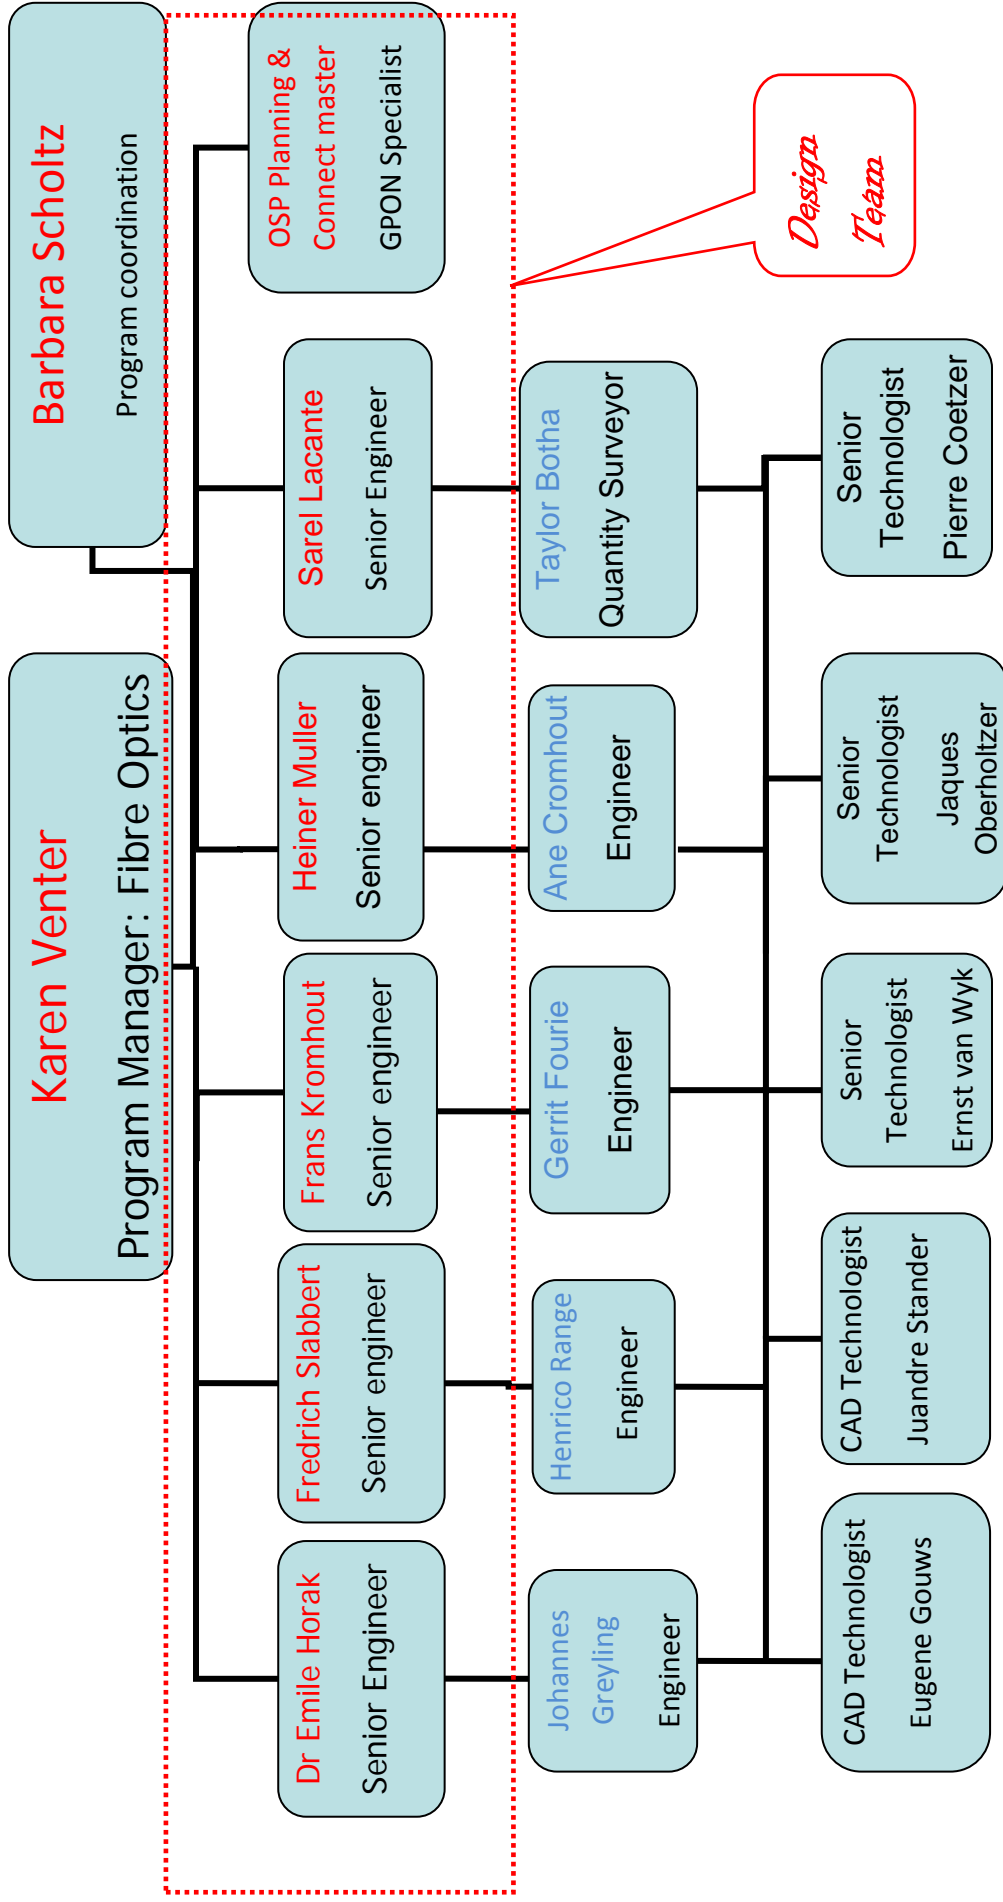 Karen Venter
Program Manager: Fibre Optics
Barbara Scholtz
Program coordination
Dr Emile Horak
Senior Engineer
Fredrich Slabbert
Senior engineer
Frans Kromhout
Senior engineer
Heiner Muller
Senior engineer
Sarel Lacante
Senior Engineer
OSP Planning &
Connect master
GPON Specialist
Johannes
Greyling
Engineer
Henrico Range
Engineer
Gerrit Fourie
Engineer
Ane Cromhout
Engineer
Taylor Botha
Quantity Surveyor
Design
Team
CAD Technologist
Eugene Gouws
CAD Technologist
Juandre Stander
Senior
Technologist
Ernst van Wyk
Senior
Technologist
Jaques
Oberholtzer
Senior
Technologist
Pierre Coetzer